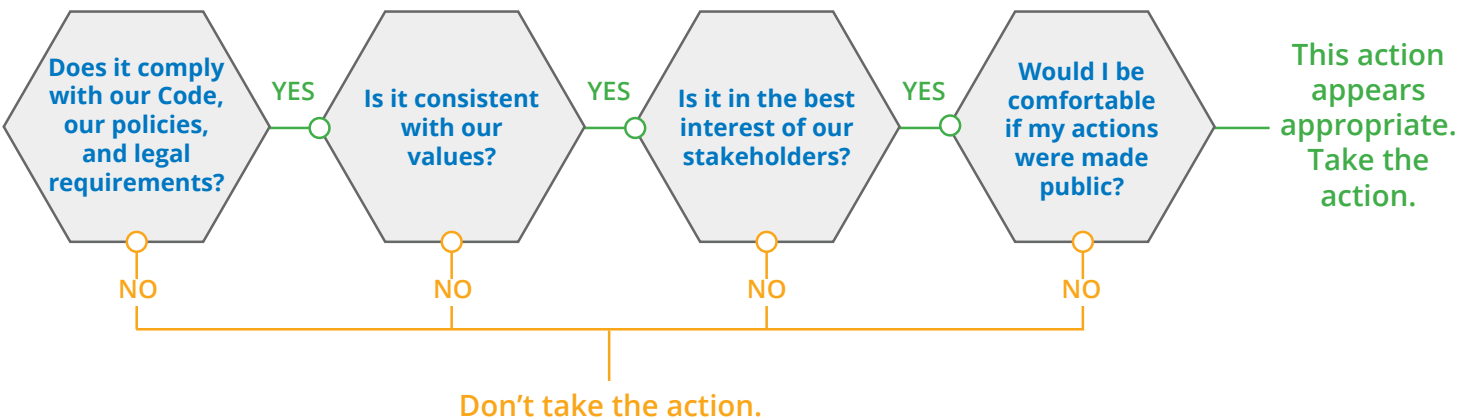 Does it comply
with our Code,
our policies,
and legal
requirements?
YES
Is it consistent
with our
values?
YES
Is it in the best
interest of our
stakeholders?
YES
Would I be
comfortable
if my actions
were made
public?
This action
appears
appropriate.
Take the
action.
NO
NO
NO
NO
Don’t take the action.